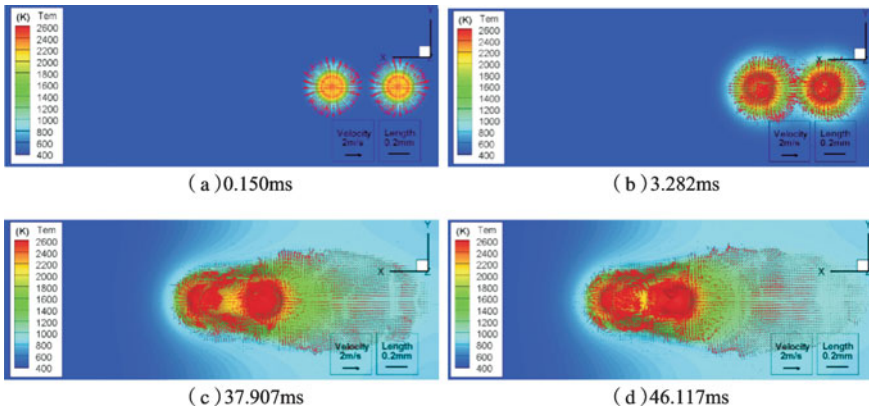 (K) Tem
2600
2400
2200
2000
1800
1600
1400
1200
1000
800
600
400
Y
X
Velocity
2m/s
Length
0.2mm
(a)0.150ms
(K) Tem
2600
2400
2200
2000
1800
1600
1400
1200
1000
800
600
400
Y
X
Velocity
2m/s
Length
0.2mm
(b)3.282ms
(K) Tem
2600
2400
2200
2000
1800
1600
1400
1200
1000
800
600
400
Y
X
Velocity
2m/s
Length
0.2mm
(c)37.907ms
(K) Tem
2600
2400
2200
2000
1800
1600
1400
1200
1000
800
600
400
Y
X
Velocity
2m/s
Length
0.2mm
(d)46.117ms